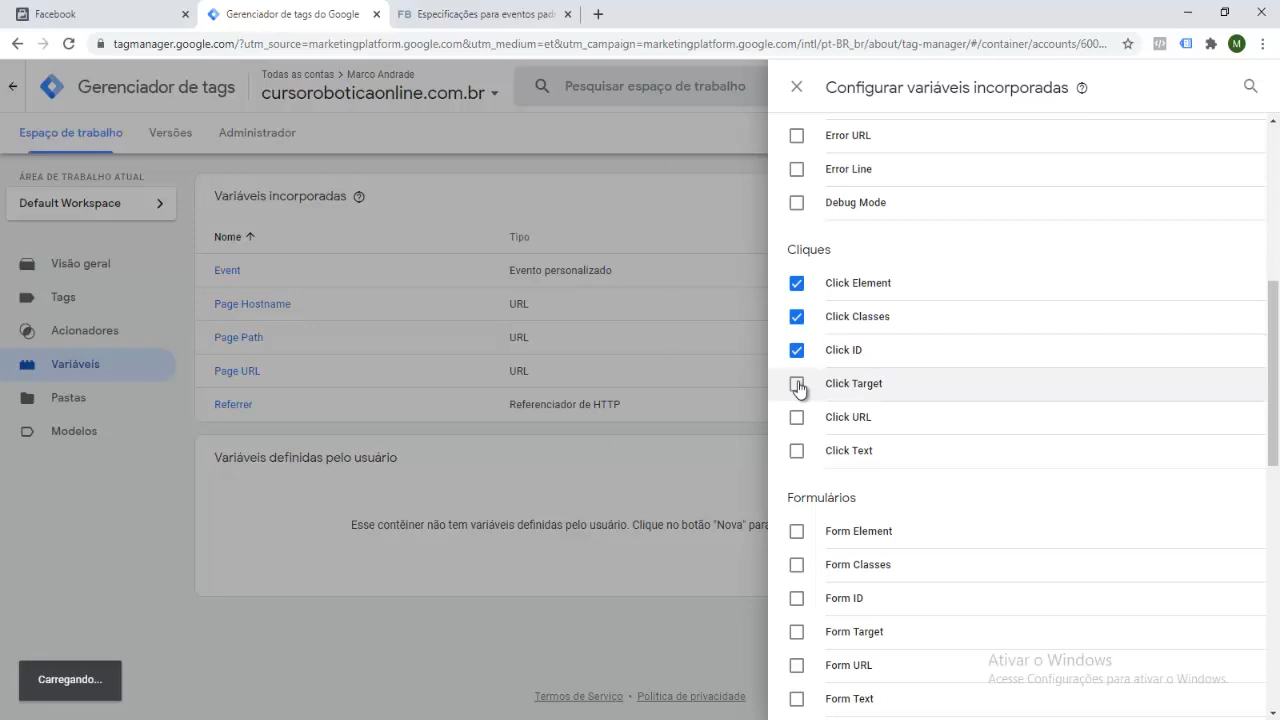 Facebook
Gerenciador de tags do Google
Especificações para eventos pad
tagmanager.google.com/?utm_source=marketingplatform.google.com&utm_medium=et&utm_campaign=marketingplatform.google.com/intl/pt-BR_br/about/tag-manager/#/container/accounts/600...
M
Gerenciador de tags
Todas as contas > Marco Andrade
cursoroboticaonline.com.br
Pesquisar espaço de trabalho
Espaço de trabalho
Versões
Administrador
ÁREA DE TRABALHO ATUAL
Default Workspace
Visão geral
Tags
Acionadores
Variáveis
Pastas
Modelos
Carregando...
Variáveis incorporadas
Nome
Tipo
Event
Evento personalizado
Page Hostname
URL
Page Path
URL
Page URL
URL
Referrer
Referenciador de HTTP
Variáveis definidas pelo usuário
Esse contêiner não tem variáveis definidas pelo usuário. Clique no botão "Nova" para
Termos de Serviço • Política de privacidade
Configurar variáveis incorporadas
Error URL
Error Line
Debug Mode
Cliques
Click Element
Click Classes
Click ID
Click Target
Click URL
Click Text
Formulários
Form Element
Form Classes
Form ID
Form Target
Form URL
Form Text
Ativar o Windows
Acesse Configurações para ativar o Windows.